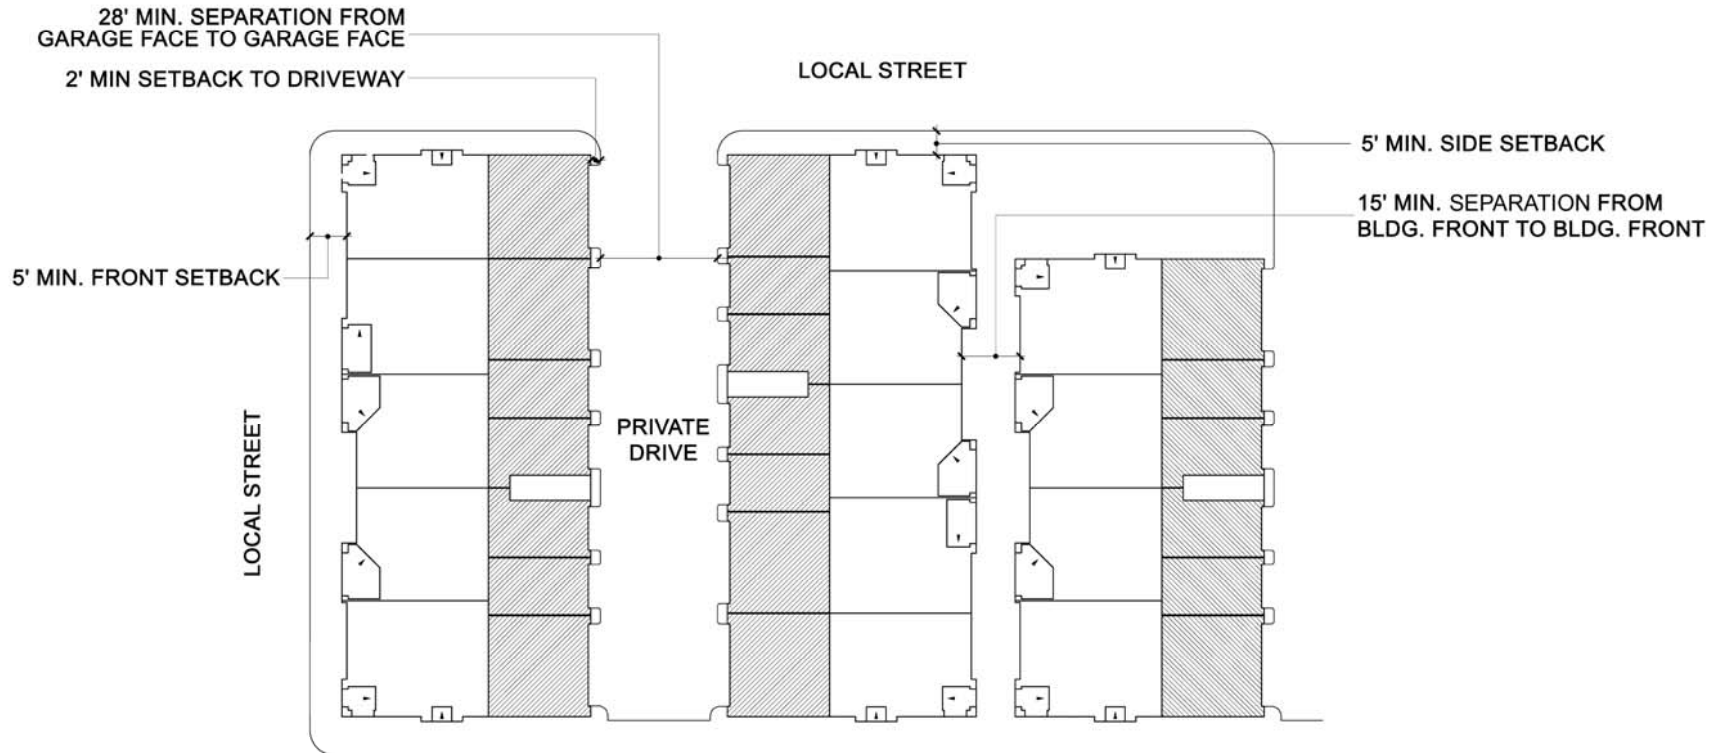 28' MIN. SEPARATION FROM
GARAGE FACE TO GARAGE FACE
2' MIN SETBACK TO DRIVEWAY
LOCAL STREET
5' MIN. SIDE SETBACK
15' MIN. SEPARATION FROM
BLDG. FRONT TO BLDG. FRONT
5' MIN. FRONT SETBACK
LOCAL STREET
PRIVATE
DRIVE